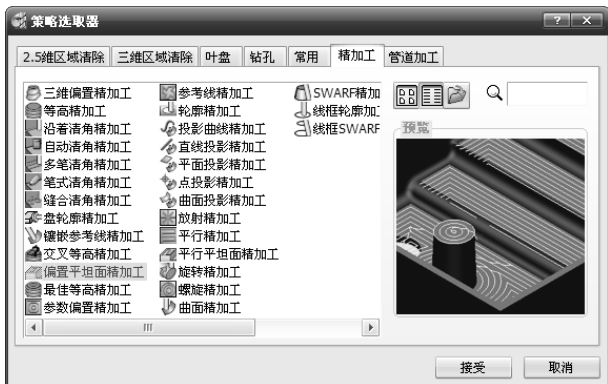 策略选取器
2.5维区域清除 三维区域清除 叶盘 钻孔 常用 精加工 管道加工
三维偏置精加工
等高精加工
沿着清角精加工
自动清角精加工
多笔清角精加工
笔式清角精加工
缝合清角精加工
盘轮廓精加工
镶嵌参考线精加工
交叉等高精加工
偏置平坦面精加工
最佳等高精加工
参数偏置精加工
参考线精加工
轮廓精加工
投影曲线精加工
直线投影精加工
平面投影精加工
点投影精加工
曲面投影精加工
放射精加工
平行精加工
平行平坦面精加工
旋转精加工
螺旋精加工
曲面精加工
SWARF精加
线框轮廓加
线框SWARF
预览
接受 取消